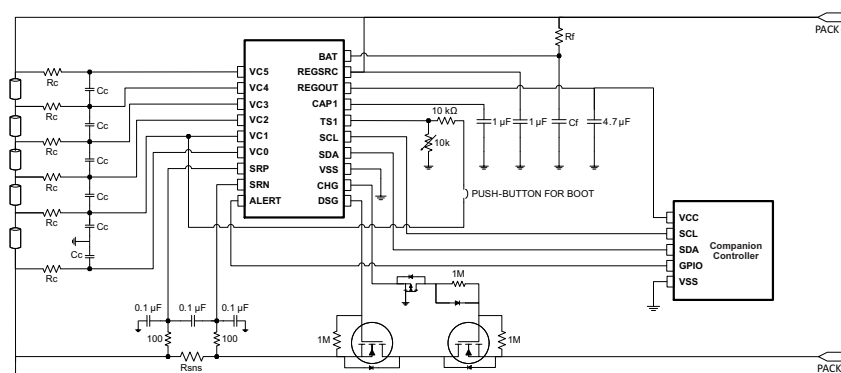 PACK
Rf
BAT
VC5
REGSRC
Rc
Cc
VC4
REGOUT
Rc
VC3
CAP1
10 kΩ
Cc
VC2
TS1
1 µF
1 µF
Cf
4.7 µF
Rc
VC1
SCL
10k
Cc
VC0
SDA
Rc
SRP
VSS
Cc
SRN
CHG
PUSH-BUTTON FOR BOOT
ALERT
DSG
Rc
Cc
VCC
SCL
Cc
SDA
Companion
Controller
GPIO
Rc
1M
VSS
0.1 µF
0.1 µF
0.1 µF
100
100
1M
1M
Rsns
PACK